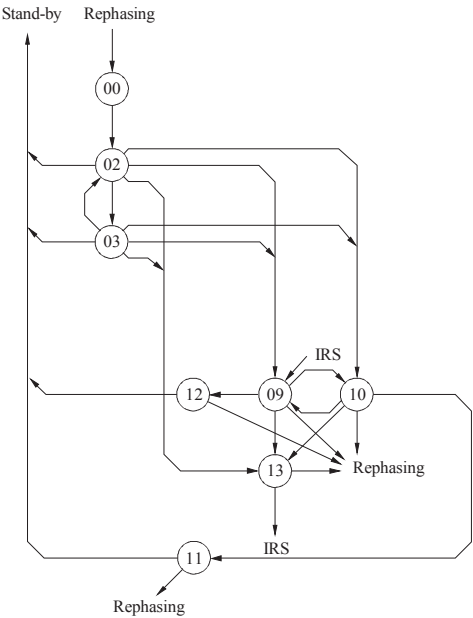 Stand-by Rephasing
00
02
03
IRS
12 09 10
13 Rephasing
IRS
11
Rephasing